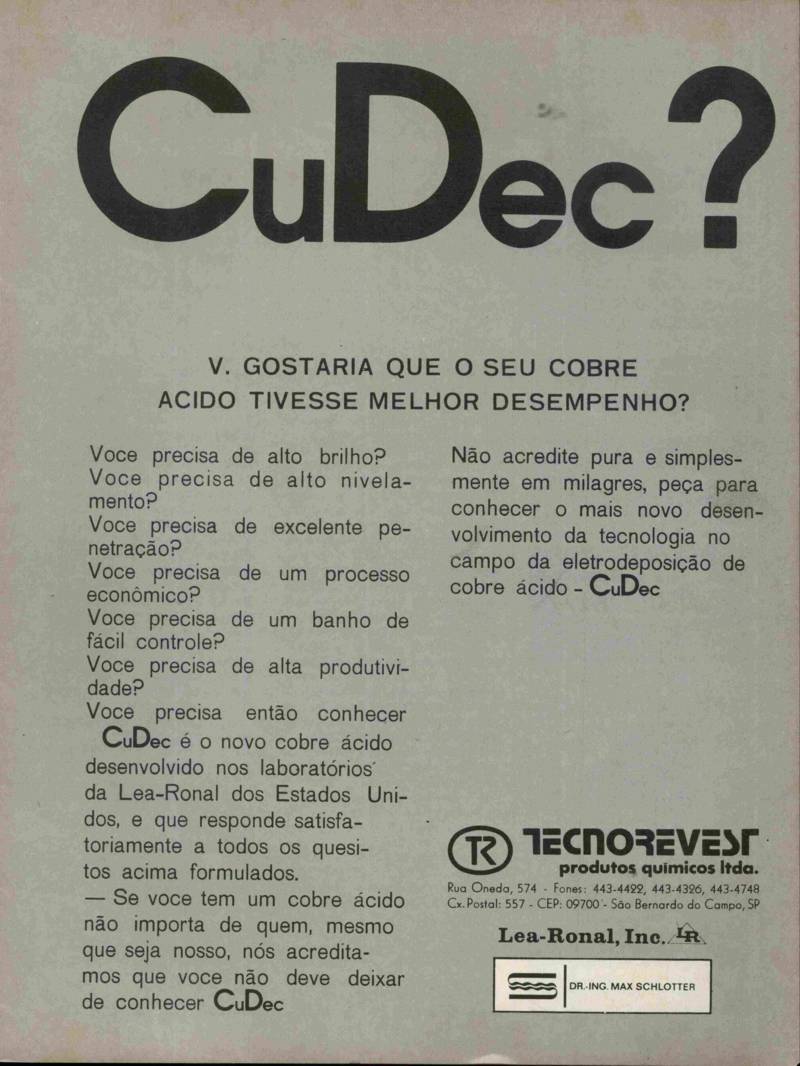 CuDec?
V. GOSTARIA QUE O SEU COBRE
ACIDO TIVESSE MELHOR DESEMPENHO?
Voce precisa de alto brilho?
Voce precisa de alto nivela-
mento?
Voce precisa de excelente pe-
netração?
Voce precisa de um processo
econômico?
Voce precisa de um banho de
fácil controle?
Voce precisa de alta produtivi-
dade?
Voce precisa então conhecer
CuDec é o novo cobre ácido
desenvolvido nos laboratórios
da Lea-Ronal dos Estados Uni-
dos, e que responde satisfa-
toriamente a todos os quesi-
tos acima formulados.
— Se voce tem um cobre ácido
não importa de quem, mesmo
que seja nosso, nós acredita-
mos que voce não deve deixar
de conhecer CuDec
Não acredite pura e simples-
mente em milagres, peça para
conhecer o mais novo desen-
volvimento da tecnologia no
campo da eletrodeposição de
cobre ácido - CuDec
TR TECNOREVEST
produtos químicos ltda.
Rua Oneda, 574 - Fones: 443-4422, 443-4326, 443-4748
Cx. Postal: 557 - CEP: 09700 - São Bernardo do Campo, SP
Lea-Ronal, Inc. LR
DR.-ING. MAX SCHLOTTER